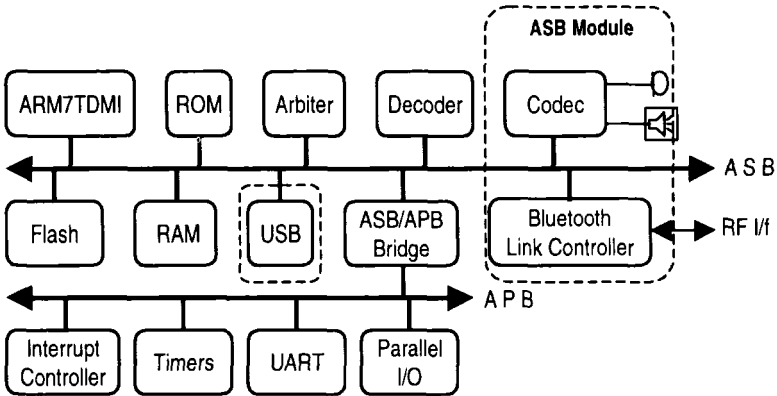 ASB Module
ARM7TDMI
ROM
Arbiter
Decoder
Codec
A S B
Flash
RAM
USB
ASB/APB
Bridge
Bluetooth
Link Controller
RF I/f
A P B
Interrupt
Controller
Timers
UART
Parallel
I/O